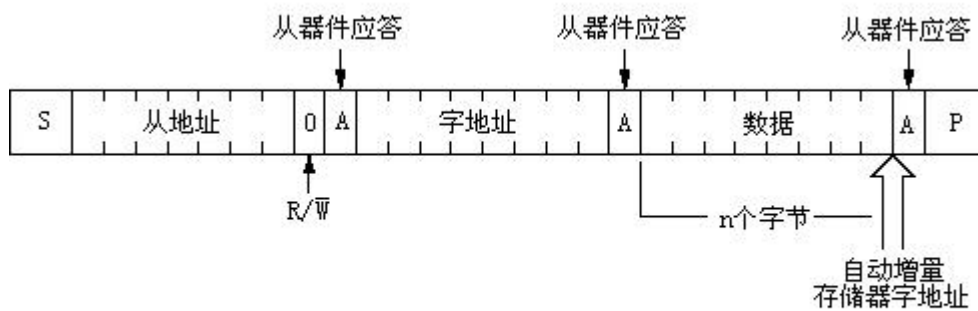 从器件应答 从器件应答 从器件应答
S 从地址 0 A 字地址 A 数据 A P
R/W̅
n个字节
自动增量
存储器字地址